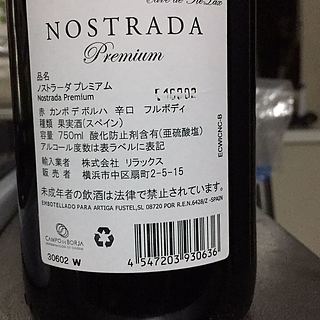 NOSTRADA
Premium
品名
ノストラーダ プレミアム
Nostrada Premium
赤 カンポ デ ボルハ 辛口 フルボディ
種類 果実酒(スペイン)
容量 750ml 酸化防止剤含有(亜硫酸塩)
アルコール度数は表ラベルに表記
輸入業者 株式会社 リラックス
販売者 横浜市中区扇町2-5-15
未成年者の飲酒は法律で禁止されています。
EMBOTELLADO PARA ARTIGA FUSTEL,SL 08720 POR R.E.N.6428/Z -SPAIN
CAMPO DE BORJA
30602 W
4 547203 930636